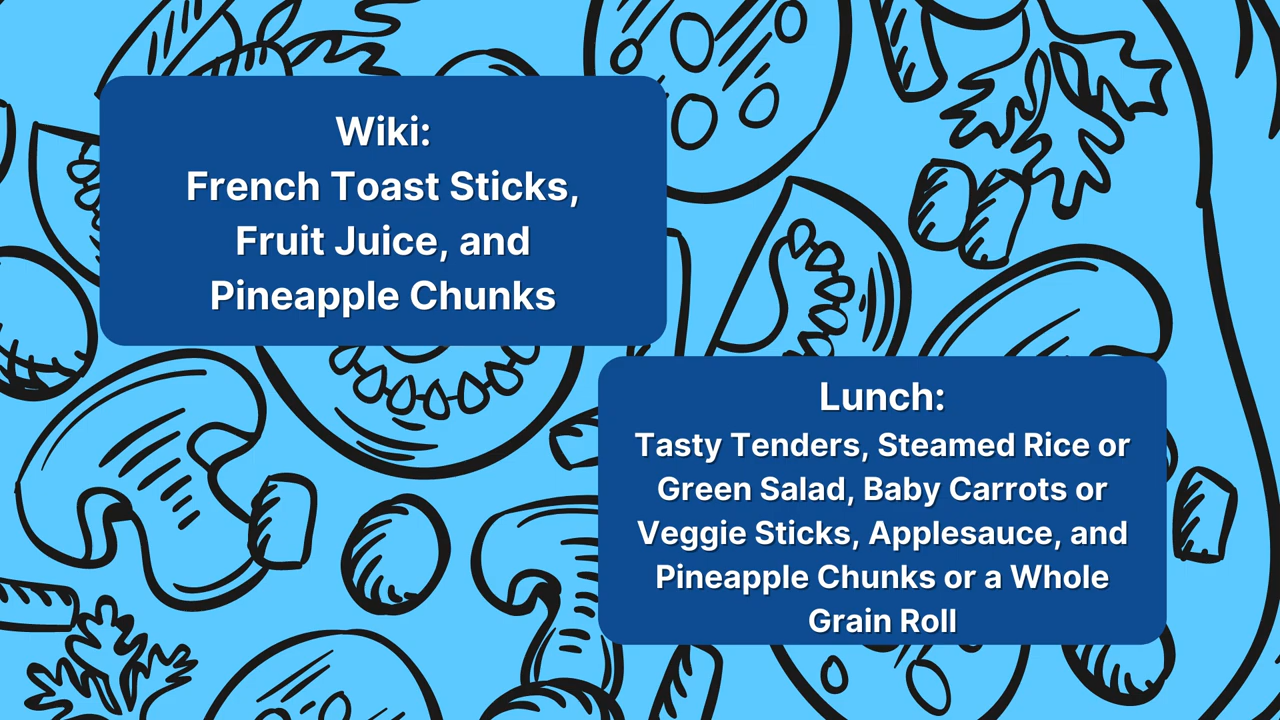 Wiki:
French Toast Sticks,
Fruit Juice, and
Pineapple Chunks
Lunch:
Tasty Tenders, Steamed Rice or
Green Salad, Baby Carrots or
Veggie Sticks, Applesauce, and
Pineapple Chunks or a Whole
Grain Roll